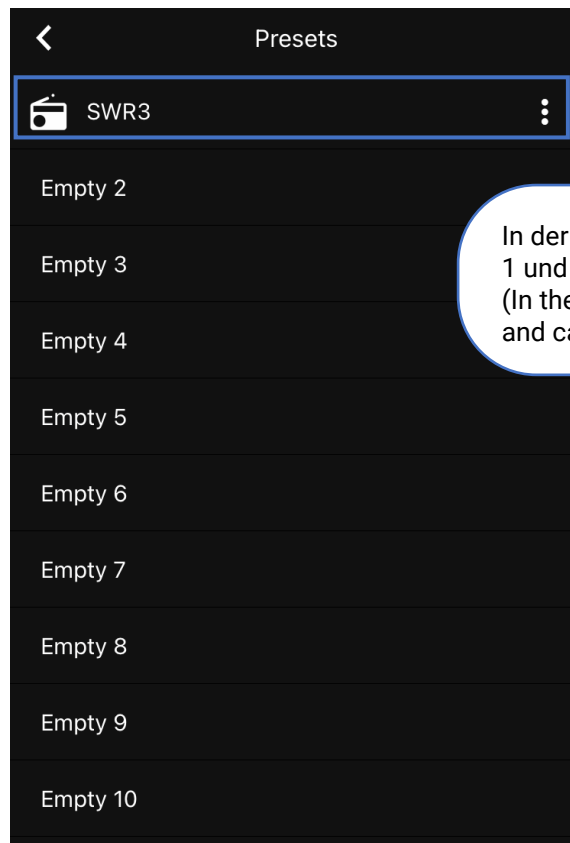 Presets
SWR3
Empty 2
Empty 3
In der
1 und
(In the
and
Empty 4
Empty 5
Empty 6
Empty 7
Empty 8
Empty 9
Empty 10